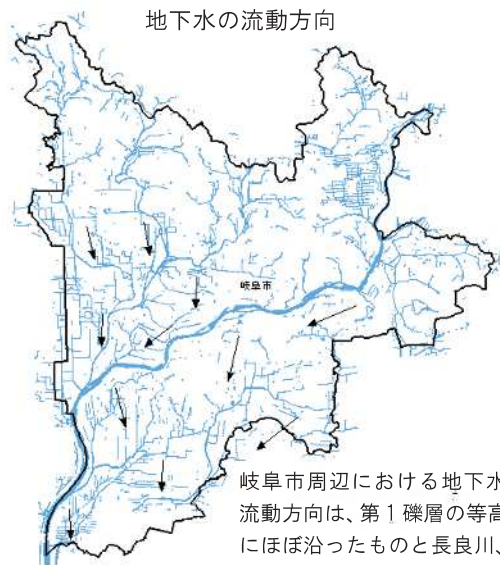 地下水の流動方向
岐阜市
岐阜市周辺における地下水
流動方向は、第1礫層の等高
にほぼ沿ったものと長良川、